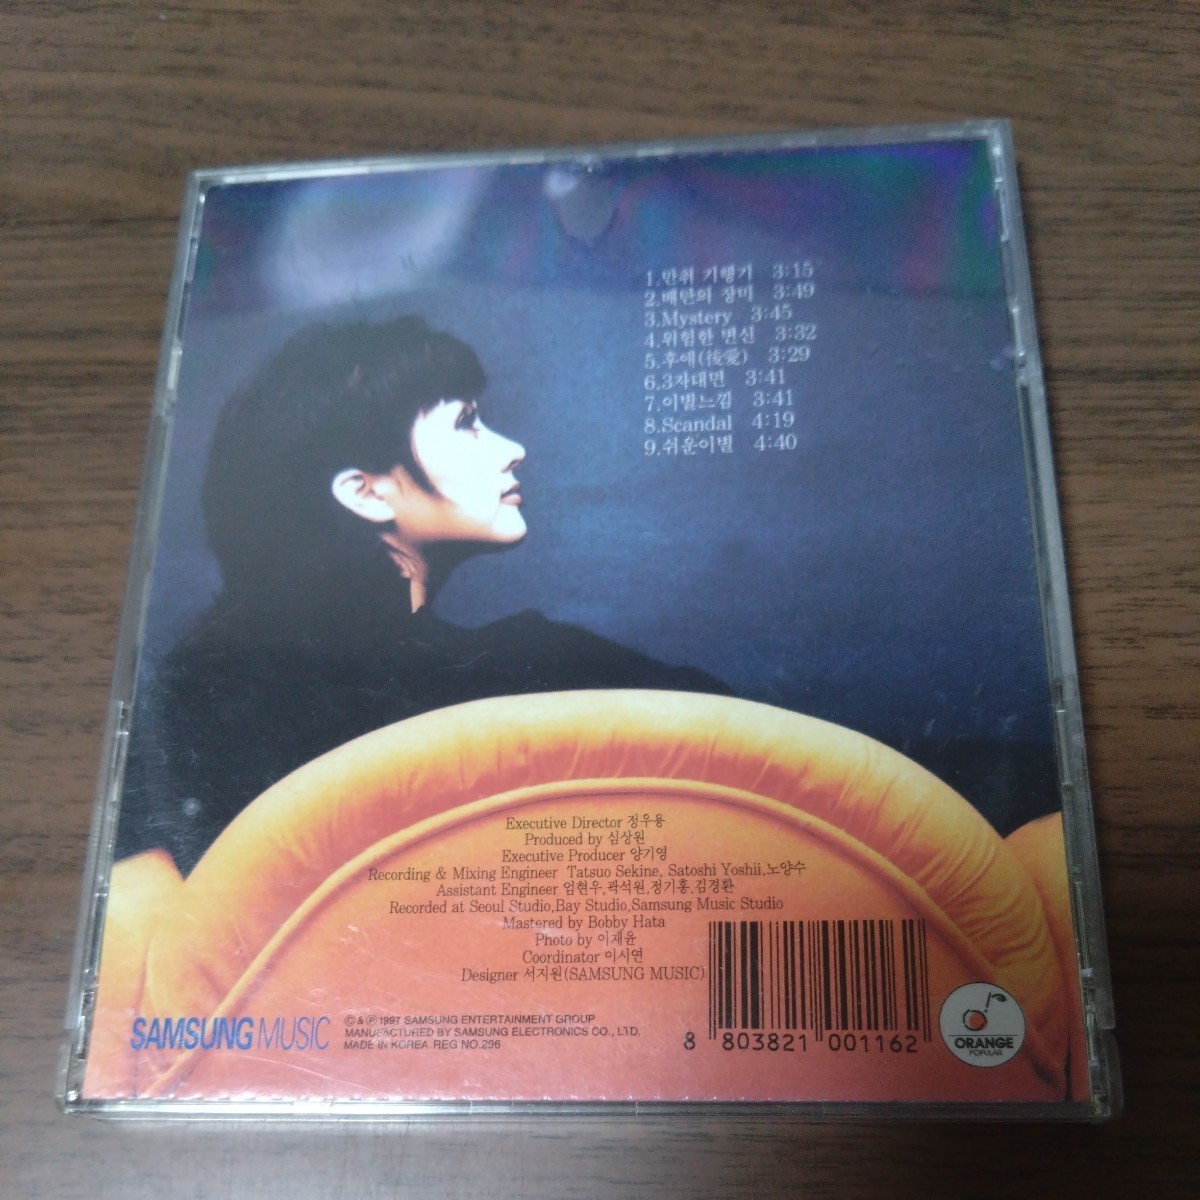 1.만취 기행기 3:15
2.배반의 장미 3:49
3.Mystery 3:45
4.위험한 변신 3:32
5.후애(後愛) 3:29
6.3자대면 3:41
7.이별느낌 3:41
8.Scandal 4:19
9.쉬운이별 4:40
Executive Director 정우용
Produced by 심상원
Executive Producer 양기영
Recording & Mixing Engineer Tatsuo Sekine, Satoshi Yoshii,노양수
Assistant Engineer 엄현우,곽석원,정기홍,김경환
Recorded at Seoul Studio,Bay Studio,Samsung Music Studio
Mastered by Bobby Hata
Photo by 이재윤
Coordinator 이시연
Designer 서지원(SAMSUNG MUSIC)
SAMSUNG MUSIC
©&℗1997 SAMSUNG ENTERTAINMENT GROUP
MANUFACTURED BY SAMSUNG ELECTRONICS CO., LTD.
MADE IN KOREA. REG NO.296
8 803821 001162
ORANGE
POPULAR